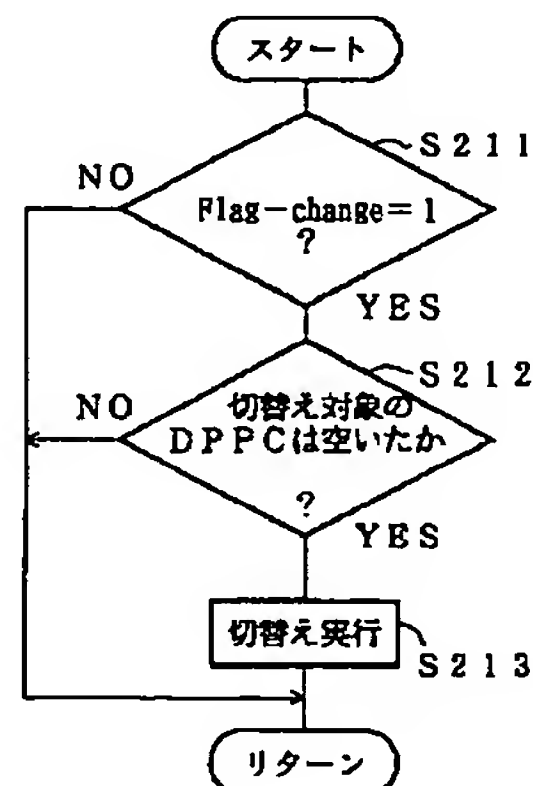 スタート
S211
NO
Flag-change=1
?
YES
S212
NO
切替え対象の
DPPCは空いたか
?
YES
切替え実行
S213
リターン